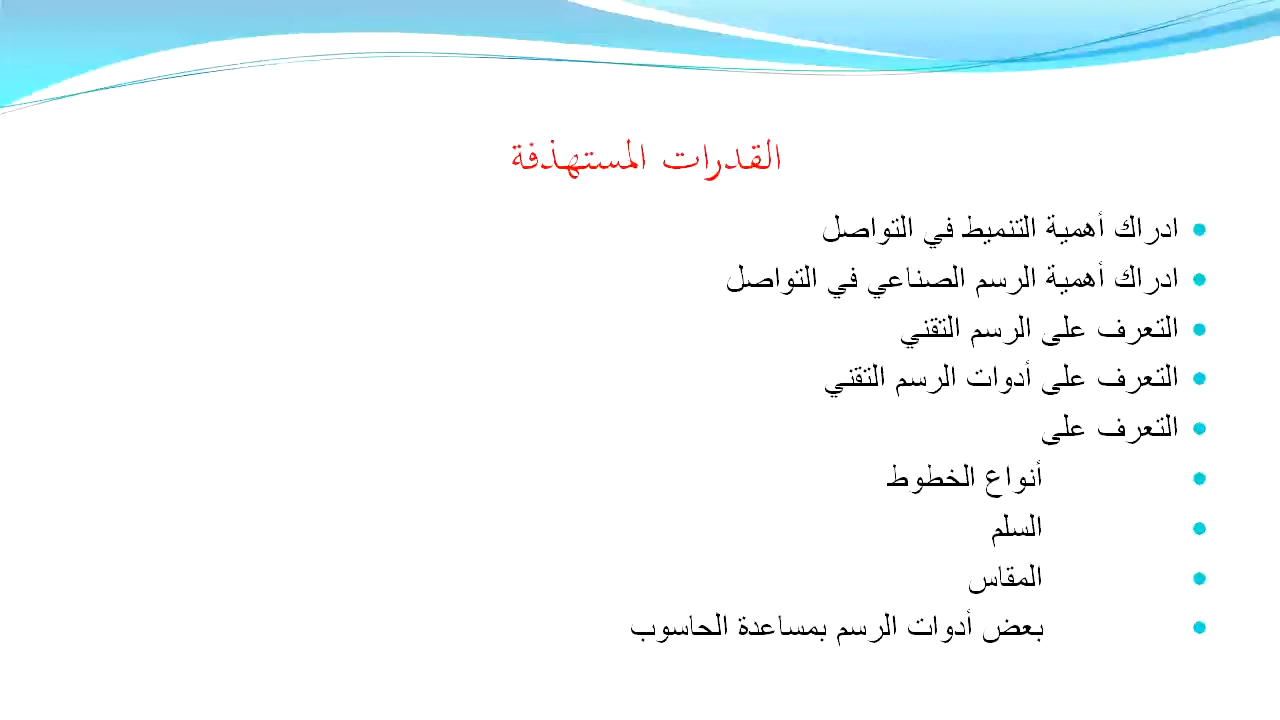 القدرات المستهذفة
ادراك أهمية التنميط في التواصل
ادراك أهمية الرسم الصناعي في التواصل
التعرف على الرسم التقني
التعرف على أدوات الرسم التقني
التعرف على
أنواع الخطوط
السلم
المقاس
بعض أدوات الرسم بمساعدة الحاسوب